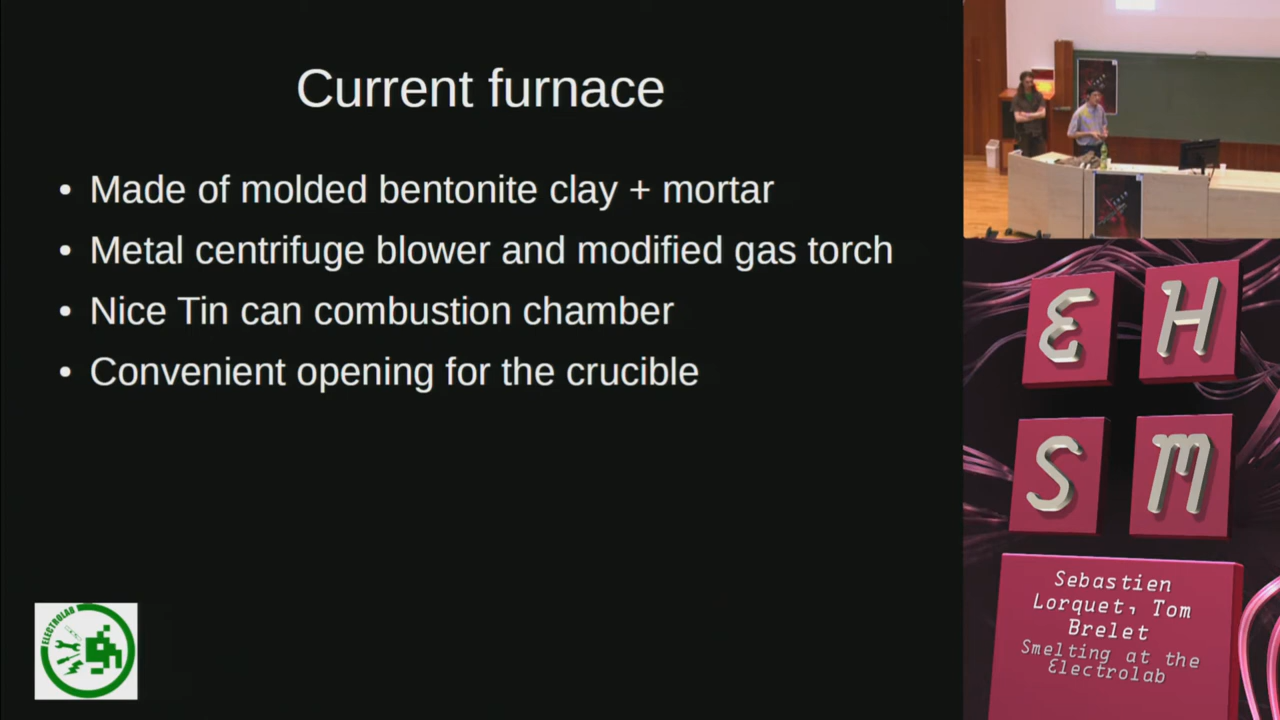 Current furnace
• Made of molded bentonite clay + mortar
• Metal centrifuge blower and modified gas torch
• Nice Tin can combustion chamber
• Convenient opening for the crucible
ELECTROLAB
E H
S M
Sebastien
Lorquet, Tom
Brelet
Smelting at the
Electrolab